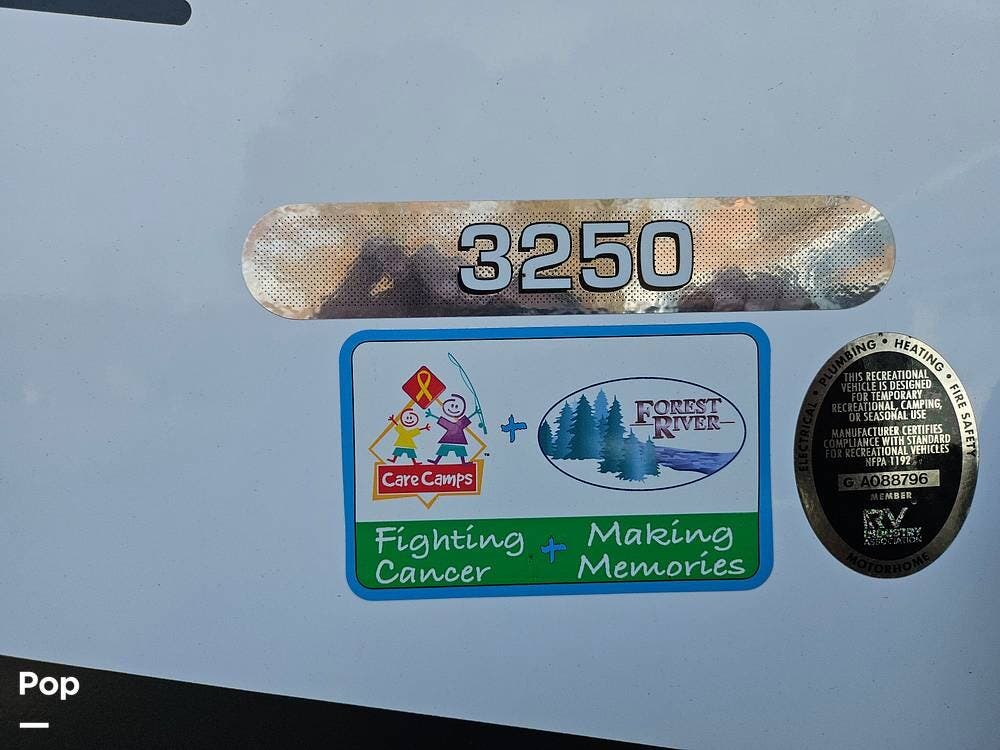 3250
Care Camps
™
+
FOREST
RIVER
Fighting
Cancer
+
Making
Memories
ELECTRICAL • PLUMBING • HEATING • FIRE SAFETY
THIS RECREATIONAL
VEHICLE IS DESIGNED
FOR TEMPORARY
RECREATIONAL, CAMPING,
OR SEASONAL USE
MANUFACTURER CERTIFIES
COMPLIANCE WITH STANDARD
FOR RECREATIONAL VEHICLES
NFPA 1192
G A088796
MEMBER
RV
INDUSTRY
ASSOCIATION
MOTORHOME
Pop